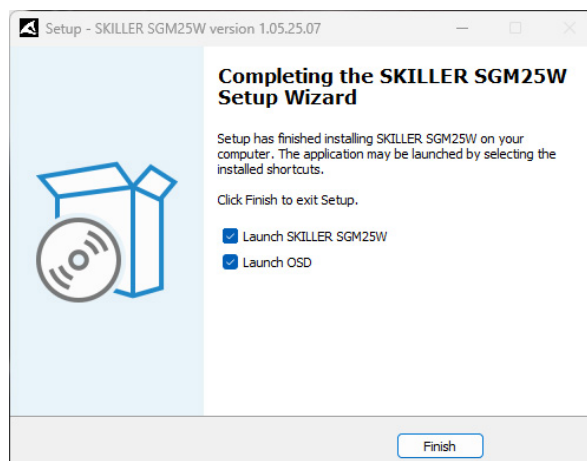 Setup - SKILLER SGM25W version 1.05.25.07
Completing the SKILLER SGM25W
Setup Wizard
Setup has finished installing SKILLER SGM25W on your
computer. The application may be launched by selecting the
installed shortcuts.
Click Finish to exit Setup.
Launch SKILLER SGM25W
Launch OSD
Finish